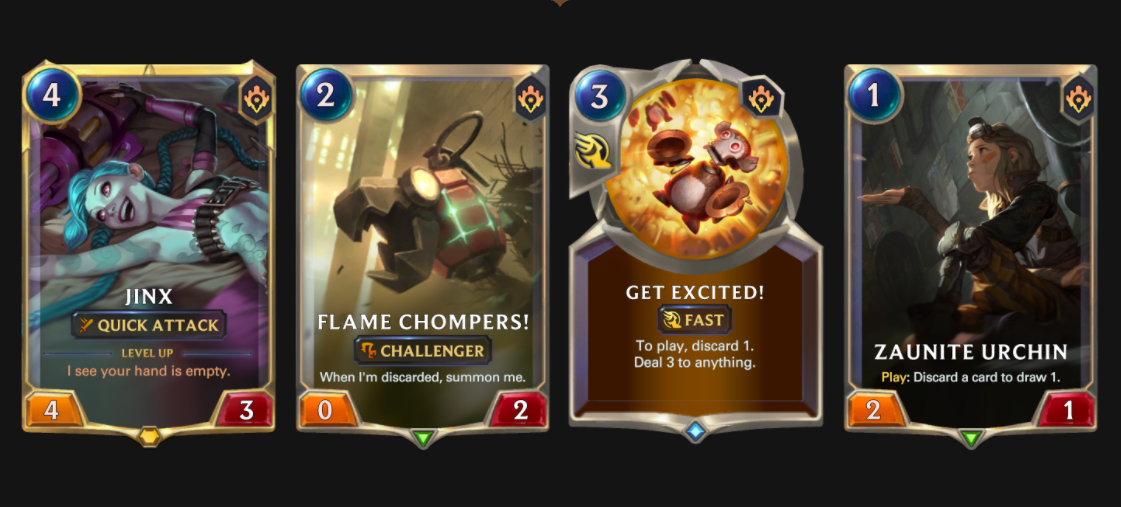 4
JINX
QUICK ATTACK
LEVEL UP
I see your hand is empty.
4
3
2
FLAME CHOMPERS!
CHALLENGER
When I'm discarded, summon me.
0
2
3
GET EXCITED!
FAST
To play, discard 1.
Deal 3 to anything.
1
ZAUNITE URCHIN
Play: Discard a card to draw 1.
2
1